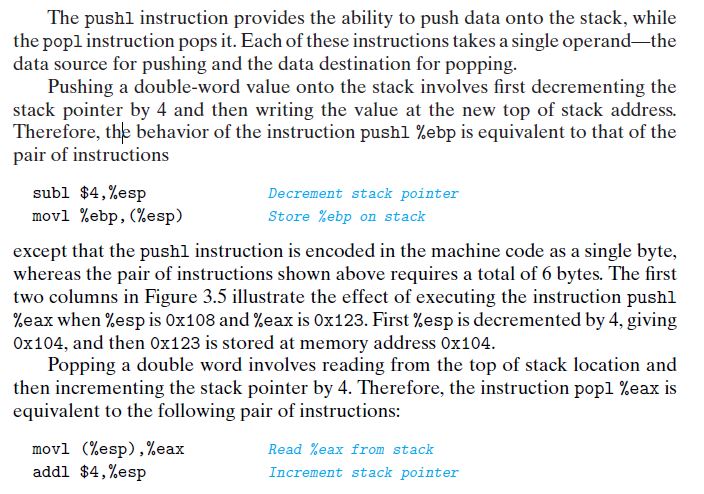 The pushl instruction provides the ability to push data onto the stack, while
the popl instruction pops it. Each of these instructions takes a single operand—the
data source for pushing and the data destination for popping.
Pushing a double-word value onto the stack involves first decrementing the
stack pointer by 4 and then writing the value at the new top of stack address.
Therefore, the behavior of the instruction pushl %ebp is equivalent to that of the
pair of instructions
subl $4,%esp Decrement stack pointer
movl %ebp,(%esp) Store %ebp on stack
except that the pushl instruction is encoded in the machine code as a single byte,
whereas the pair of instructions shown above requires a total of 6 bytes. The first
two columns in Figure 3.5 illustrate the effect of executing the instruction pushl
%eax when %esp is 0x108 and %eax is 0x123. First %esp is decremented by 4, giving
0x104, and then 0x123 is stored at memory address 0x104.
Popping a double word involves reading from the top of stack location and
then incrementing the stack pointer by 4. Therefore, the instruction popl %eax is
equivalent to the following pair of instructions:
movl (%esp),%eax Read %eax from stack
addl $4,%esp Increment stack pointer